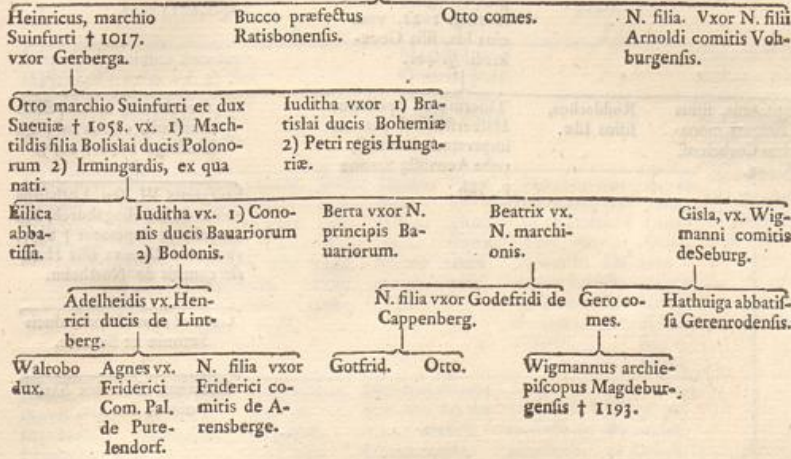 Heinricus, marchio
Suinfurti † 1017.
vxor Gerberga.
Bucco præfectus
Ratisbonensis.
Otto comes.
N. filia. Vxor N. filii
Arnoldi comitis Voh-
burgensis.
Otto marchio Suinfurti et dux
Sueuiæ † 1058. vx. 1) Mach-
tildis filia Bolislai ducis Polono-
rum 2) Irmingardis, ex qua
nati.
Iuditha vxor 1) Bra-
tislai ducis Bohemiæ
2) Petri regis Hunga-
riæ.
Eilica
abba-
tiſſa.
Iuditha vx. 1) Cono-
nis ducis Bauariorum
2) Bodonis.
Berta vxor N.
principis Ba-
uariorum.
Beatrix vx.
N. marchi-
onis.
Gisla, vx. Wig-
manni comitis
deSeburg.
Adelheidis vx. Hen-
rici ducis de Lint-
berg.
N. filia vxor Godefridi de
Cappenberg.
Gero co-
mes.
Hathuiga abbatiſ-
ſa Gerenrodenſis.
Walrobo
dux.
Agnes vx.
Friderici
Com. Pal.
de Pute-
lendorf.
N. filia vxor
Friderici co-
mitis de A-
rensberge.
Gotfrid.
Otto.
Wigmannus archie-
piſcopus Magdebur-
genſis † 1193.